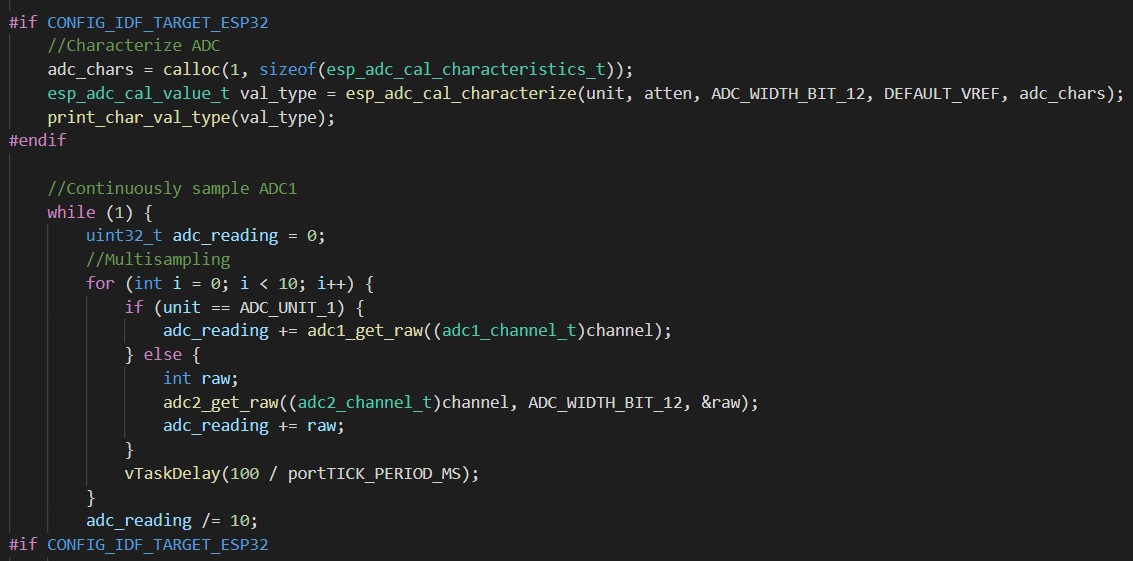 #if CONFIG_IDF_TARGET_ESP32
    //Characterize ADC
    adc_chars = calloc(1, sizeof(esp_adc_cal_characteristics_t));
    esp_adc_cal_value_t val_type = esp_adc_cal_characterize(unit, atten, ADC_WIDTH_BIT_12, DEFAULT_VREF, adc_chars);
    print_char_val_type(val_type);
#endif

    //Continuously sample ADC1
    while (1) {
        uint32_t adc_reading = 0;
        //Multisampling
        for (int i = 0; i < 10; i++) {
            if (unit == ADC_UNIT_1) {
                adc_reading += adc1_get_raw((adc1_channel_t)channel);
            } else {
                int raw;
                adc2_get_raw((adc2_channel_t)channel, ADC_WIDTH_BIT_12, &raw);
                adc_reading += raw;
            }
            vTaskDelay(100 / portTICK_PERIOD_MS);
        }
        adc_reading /= 10;
#if CONFIG_IDF_TARGET_ESP32